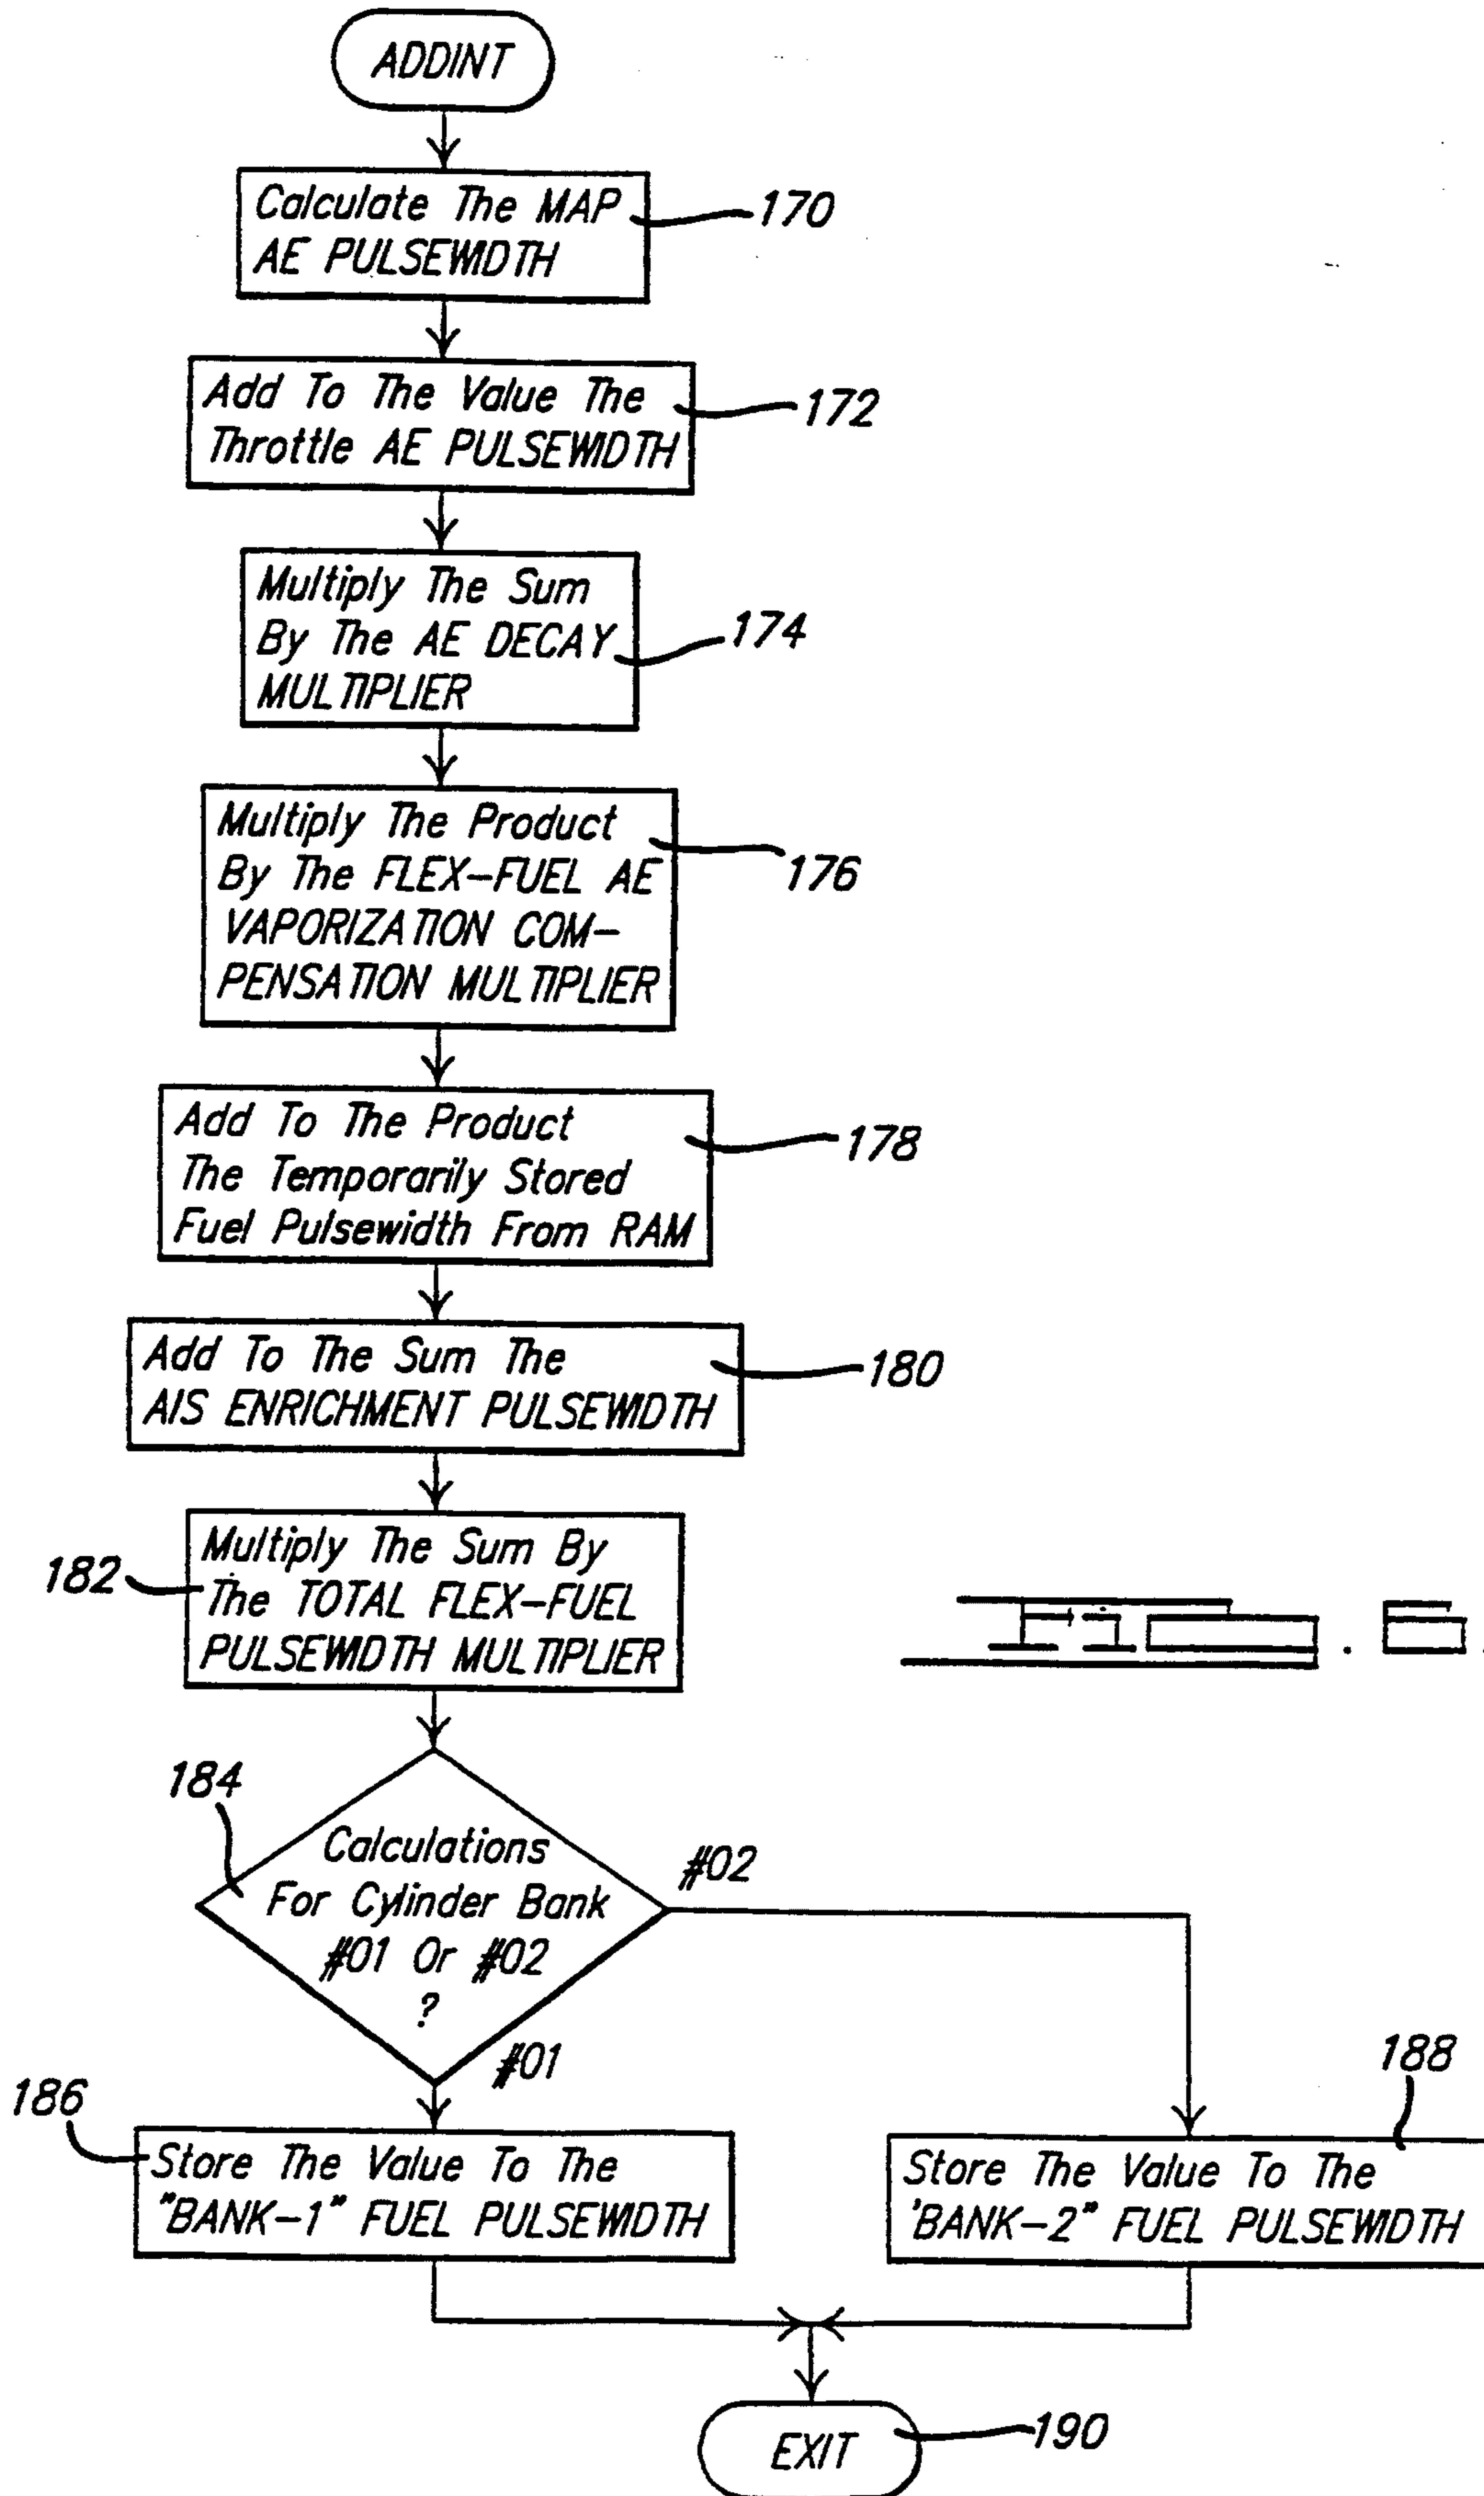 ADDINT
Calculate The MAP
AE PULSEWIDTH
170
Add To The Value The
Throttle AE PULSEWIDTH
172
Multiply The Sum
By The AE DECAY
MULTIPLIER
174
Multiply The Product
By The FLEX-FUEL AE
VAPORIZATION COM-
PENSATION MULTIPLIER
176
Add To The Product
The Temporarily Stored
Fuel Pulsewidth From RAM
178
Add To The Sum The
AIS ENRICHMENT PULSEWIDTH
180
Multiply The Sum By
The TOTAL FLEX-FUEL
PULSEWIDTH MULTIPLIER
182
184
Calculations
For Cylinder Bank
#01 Or #02
?
#02
#01
186
Store The Value To The
"BANK-1" FUEL PULSEWIDTH
188
Store The Value To The
'BANK-2" FUEL PULSEWIDTH
EXIT
190